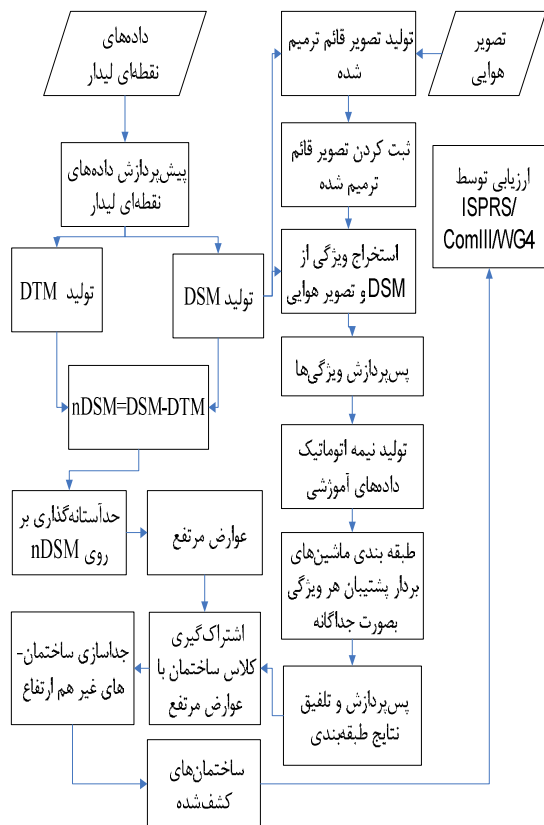 داده‌های
نقطه‌ای لیدار
پیش‌پردازش داده‌های
نقطه‌ای لیدار
تولید DTM
تولید DSM
nDSM=DSM-DTM
حدآستانه‌گذاری بر
روی nDSM
عوارض مرتفع
تصویر
هوایی
تولید تصویر قائم ترمیم
شده
ثبت کردن تصویر قائم
ترمیم شده
استخراج ویژگی از
DSM و تصویر هوایی
پس‌پردازش ویژگی‌ها
تولید نیمه اتوماتیک
داده‌های آموزشی
طبقه بندی ماشین‌های
بردار پشتیبان هر ویژگی
بصورت جداگانه
پس‌پردازش و تلفیق
نتایج طبقه‌بندی
اشتراک‌گیری
کلاس ساختمان با
عوارض مرتفع
جداسازی ساختمان-
های غیر هم ارتفاع
ساختمان‌های
کشف‌شده
ارزیابی توسط
ISPRS/
ComIII/WG4